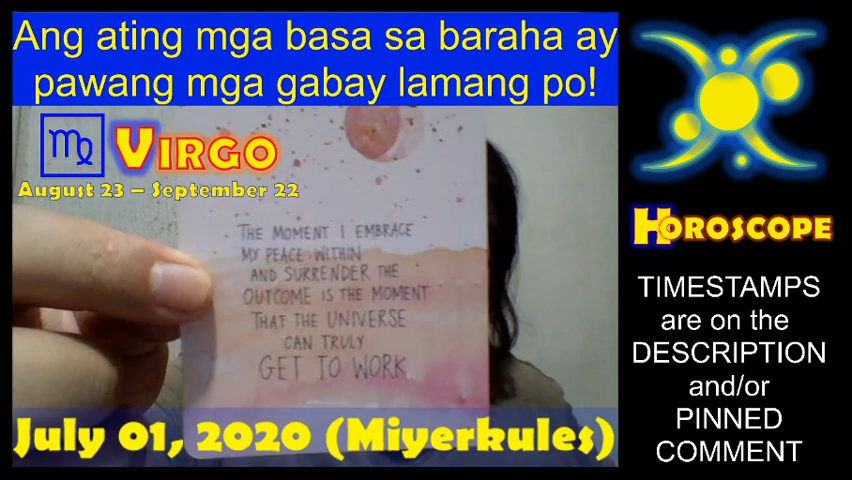 Ang ating mga basa sa baraha ay
pawang mga gabay lamang po!
VIRGO
August 23 – September 22
THE MOMENT I EMBRACE
MY PEACE WITHIN
AND SURRENDER THE
OUTCOME IS THE MOMENT
THAT THE UNIVERSE
CAN TRULY
GET TO WORK
July 01, 2020 (Miyerkules)
HOROSCOPE
TIMESTAMPS
are on the
DESCRIPTION
and/or
PINNED
COMMENT